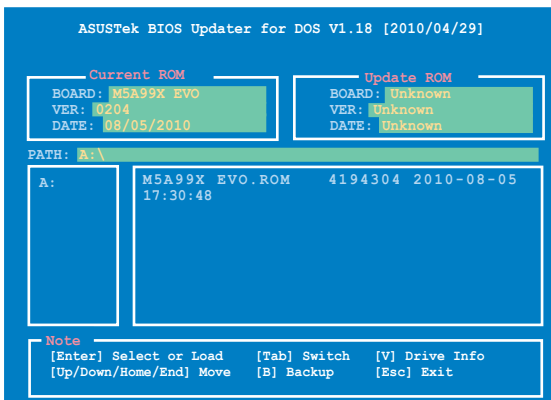 ASUSTek BIOS Updater for DOS V1.18 [2010/04/29]
Current ROM
BOARD: M5A99X EVO
VER: 0204
DATE: 08/05/2010
Update ROM
BOARD: Unknown
VER: Unknown
DATE: Unknown
PATH: A:\
A:
M5A99X EVO.ROM 4194304 2010-08-05
17:30:48
Note
[Enter] Select or Load [Tab] Switch [V] Drive Info
[Up/Down/Home/End] Move [B] Backup [Esc] Exit